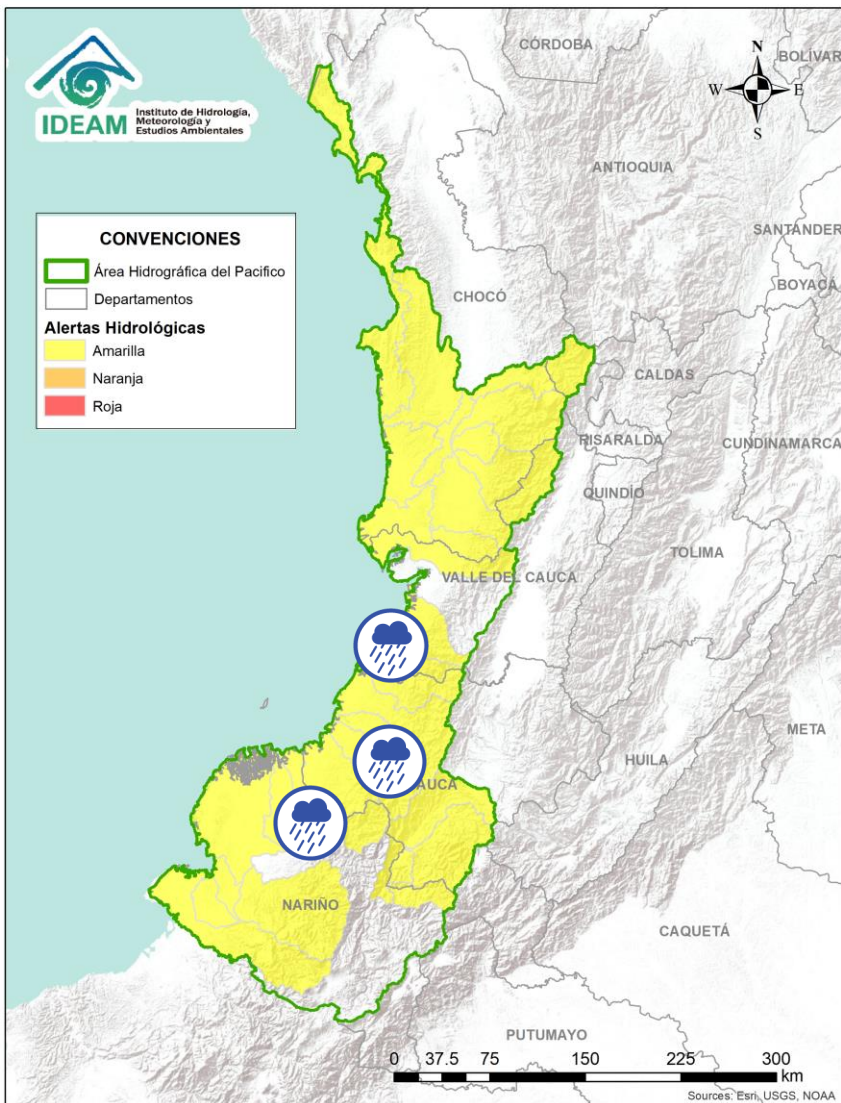 IDEAM
Instituto de Hidrología,
Meteorología y
Estudios Ambientales
CÓRDOBA
BOLÍVAR
N
W
E
S
ANTIOQUIA
SANTANDER
BOYACÁ
CONVENCIONES
Área Hidrográfica del Pacifico
Departamentos
Alertas Hidrológicas
Amarilla
Naranja
Roja
CHOCÓ
CALDAS
RISARALDA
CUNDINAMARCA
QUINDÍO
TOLIMA
VALLE DEL CAUCA
META
HUILA
AUCA
NARIÑO
CAQUETÁ
PUTUMAYO
0 37.5 75 150 225 300
km
Sources: Esri, USGS, NOAA